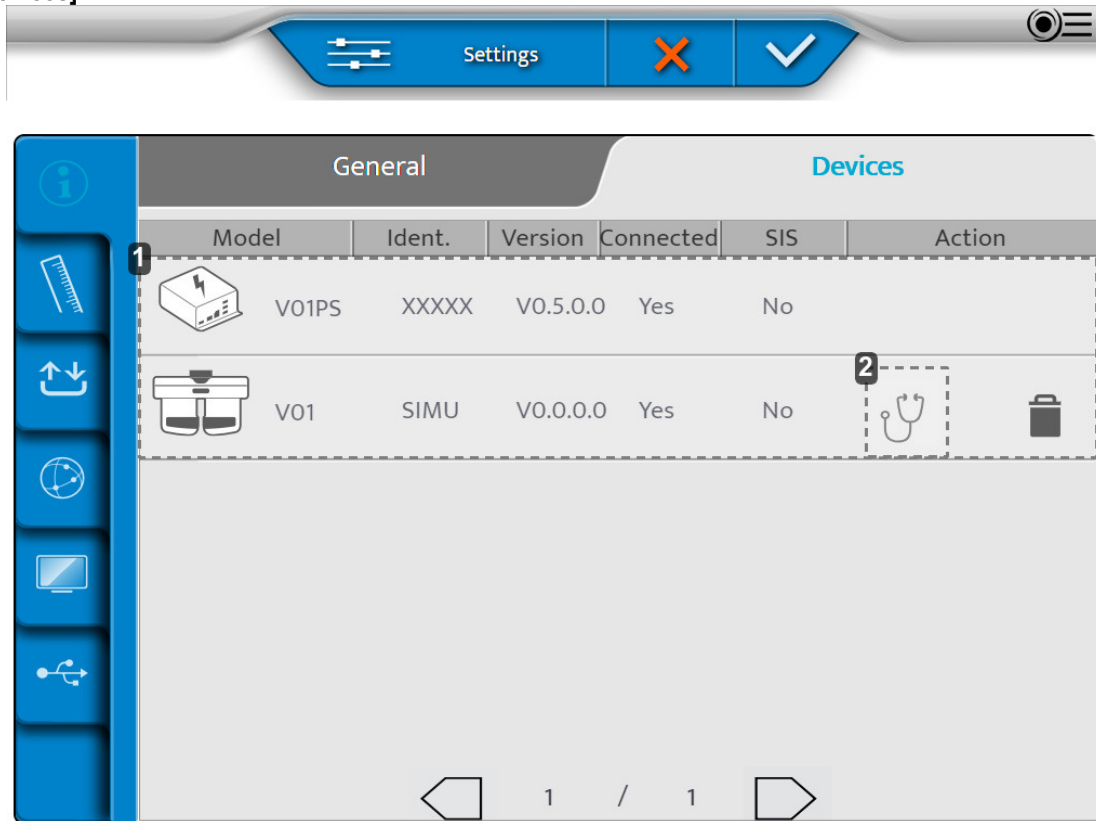 Settings
General Devices
Model Ident. Version Connected SIS Action
1
V01PS XXXXX V0.5.0.0 Yes No
2
V01 SIMU V0.0.0.0 Yes No
1 / 1